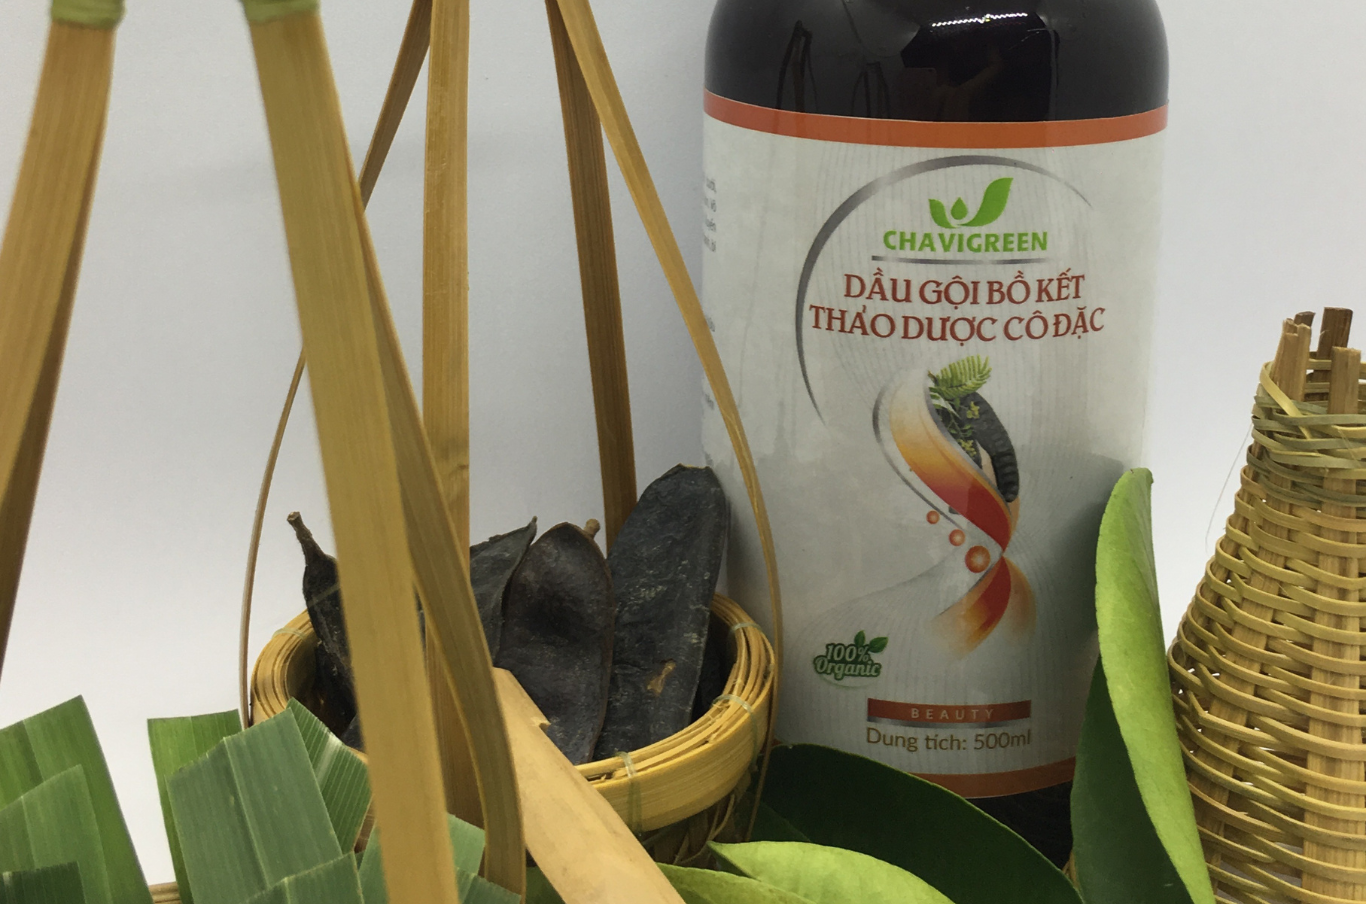 CHAVIGREEN
DẦU GỘI BỒ KẾT
THẢO DƯỢC CÔ ĐẶC
100%
Organic
BEAUTY
Dung tích: 500ml